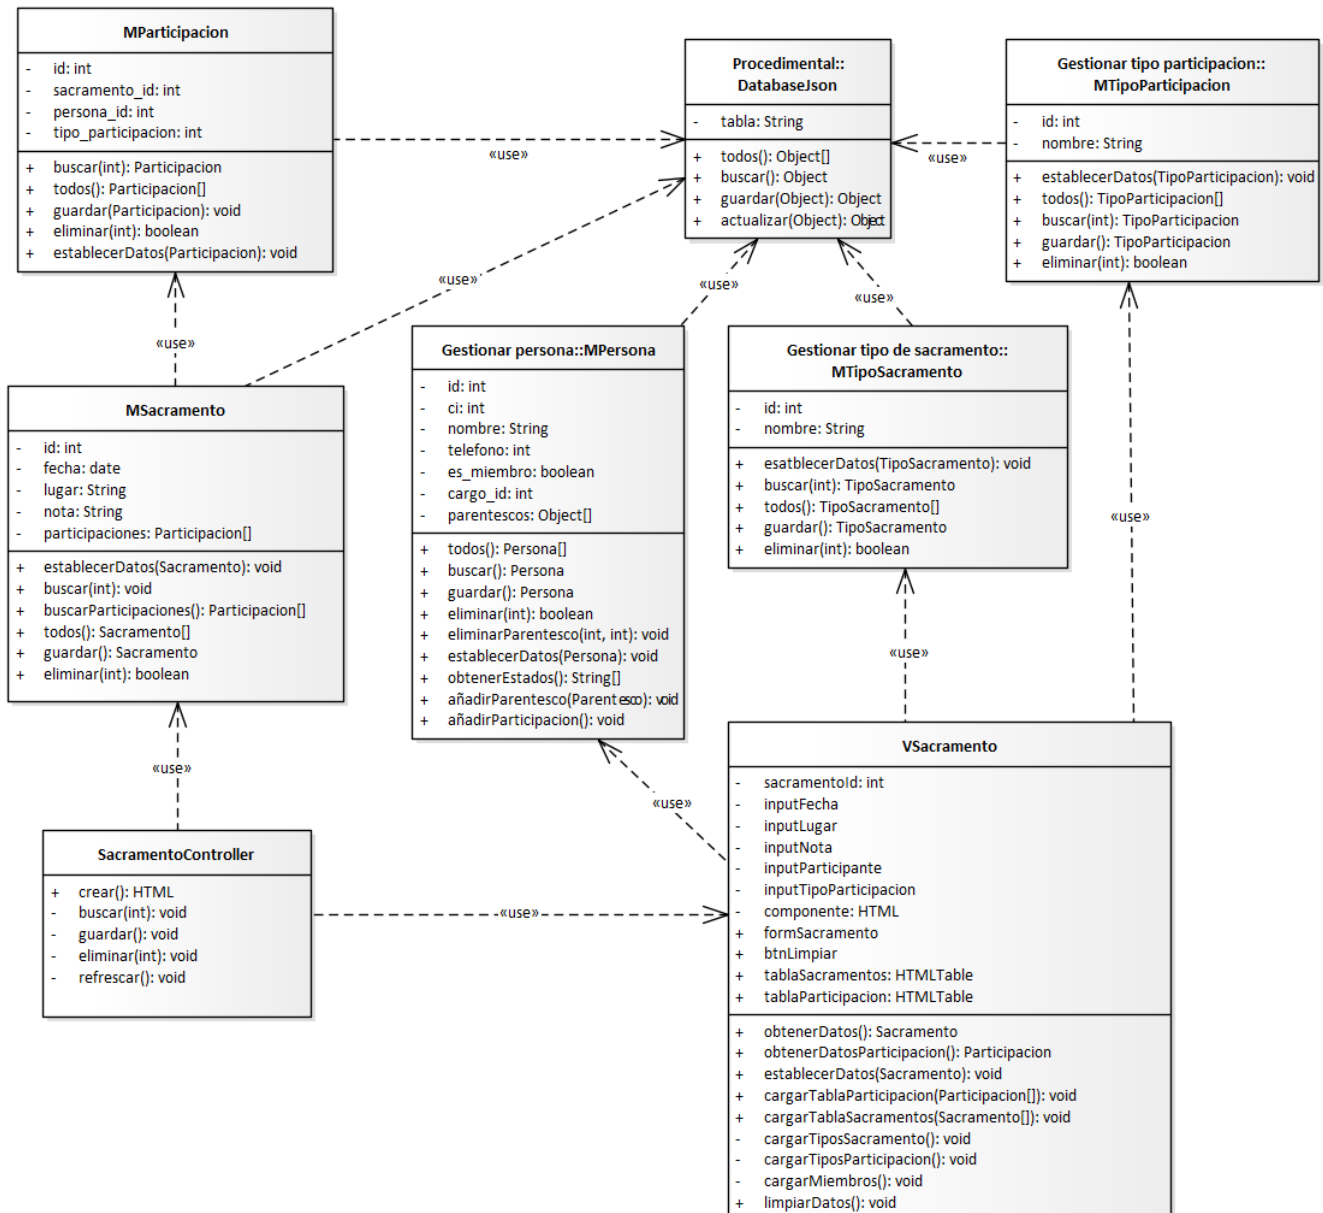 MParticipacion
- id: int
- sacramento_id: int
- persona_id: int
- tipo_participacion: int
+ buscar(int): Participacion
+ todos(): Participacion[]
+ guardar(Participacion): void
+ eliminar(int): boolean
+ establecerDatos(Participacion): void
«use»
Procedimental::
DatabaseJson
- tabla: String
+ todos(): Object[]
+ buscar(): Object
+ guardar(Object): Object
+ actualizar(Object): Object
«use»
Gestionar tipo participacion::
MTipoParticipacion
- id: int
- nombre: String
+ establecerDatos(TipoParticipacion): void
+ todos(): TipoParticipacion[]
+ buscar(int): TipoParticipacion
+ guardar(): TipoParticipacion
+ eliminar(int): boolean
«use»
«use»
«use»
«use»
MSacramento
- id: int
- fecha: date
- lugar: String
- nota: String
- participaciones: Participacion[]
+ establecerDatos(Sacramento): void
+ buscar(int): void
+ buscarParticipaciones(): Participacion[]
+ todos(): Sacramento[]
+ guardar(): Sacramento
+ eliminar(int): boolean
Gestionar persona::MPersona
- id: int
- ci: int
- nombre: String
- telefono: int
- es_miembro: boolean
- cargo_id: int
- parentescos: Object[]
+ todos(): Persona[]
+ buscar(): Persona
+ guardar(): Persona
+ eliminar(int): boolean
+ eliminarParentesco(int, int): void
+ establecerDatos(Persona): void
+ obtenerEstados(): String[]
+ añadirParentesco(Parentesco): void
+ añadirParticipacion(): void
Gestionar tipo de sacramento::
MTipoSacramento
- id: int
- nombre: String
+ esatblecerDatos(TipoSacramento): void
+ buscar(int): TipoSacramento
+ todos(): TipoSacramento[]
+ guardar(): TipoSacramento
+ eliminar(int): boolean
«use»
«use»
«use»
«use»
SacramentoController
+ crear(): HTML
- buscar(int): void
- guardar(): void
- eliminar(int): void
- refrescar(): void
«use»
VSacramento
- sacramentoId: int
- inputFecha
- inputLugar
- inputNota
- inputParticipante
- inputTipoParticipacion
- componente: HTML
+ formSacramento
+ btnLimpiar
+ tablaSacramentos: HTMLTable
+ tablaParticipacion: HTMLTable
+ obtenerDatos(): Sacramento
+ obtenerDatosParticipacion(): Participacion
+ establecerDatos(Sacramento): void
+ cargarTablaParticipacion(Participacion[]): void
+ cargarTablaSacramentos(Sacramento[]): void
- cargarTiposSacramento(): void
- cargarTiposParticipacion(): void
- cargarMiembros(): void
+ limpiarDatos(): void